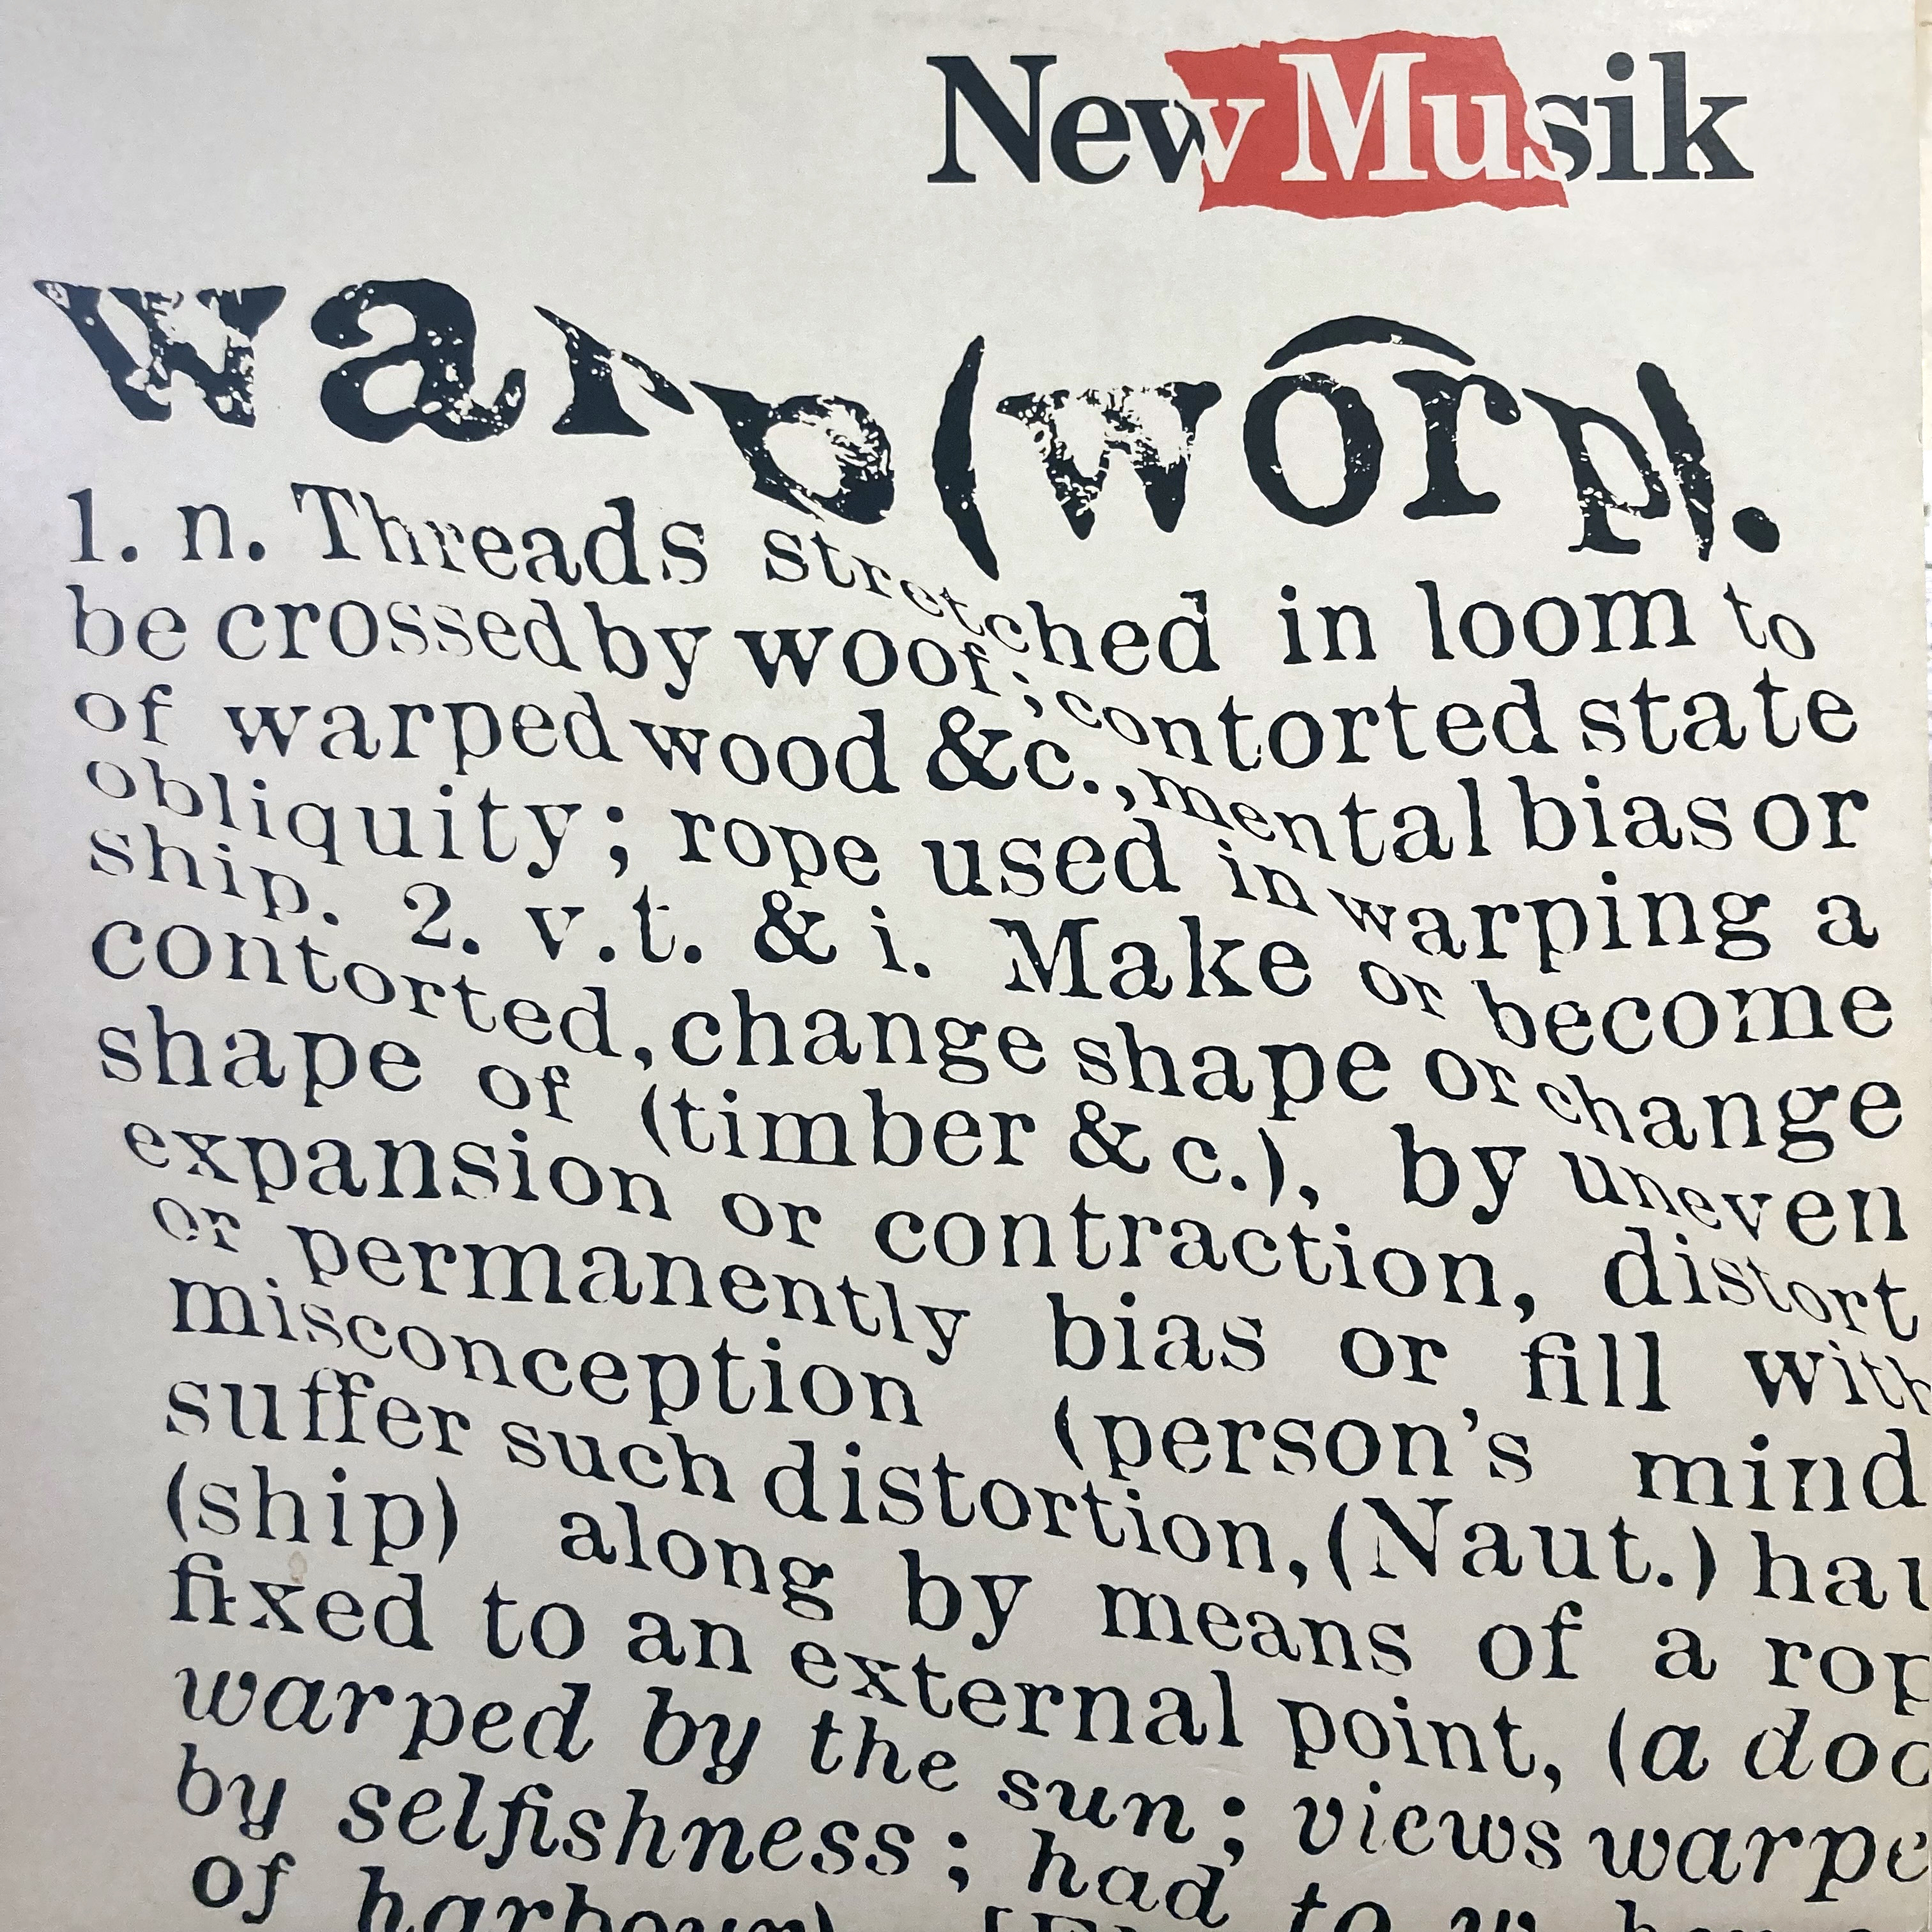 New Musik
warp (wôrp).
1. n. Threads stretched in loom to
be crossed by woof; contorted state
of warped wood &c., mental bias or
obliquity; rope used in warping a
ship. 2. v.t. & i. Make or become
contorted, change shape or change
shape of (timber &c.), by uneven
expansion or contraction, distort
or permanently bias or fill with
misconception (person's mind
suffer such distortion, (Naut.) hau
(ship) along by means of a rop
fixed to an external point, (a doo
warped by the sun; views warpe
by selfishness; had to w.
of harbour)